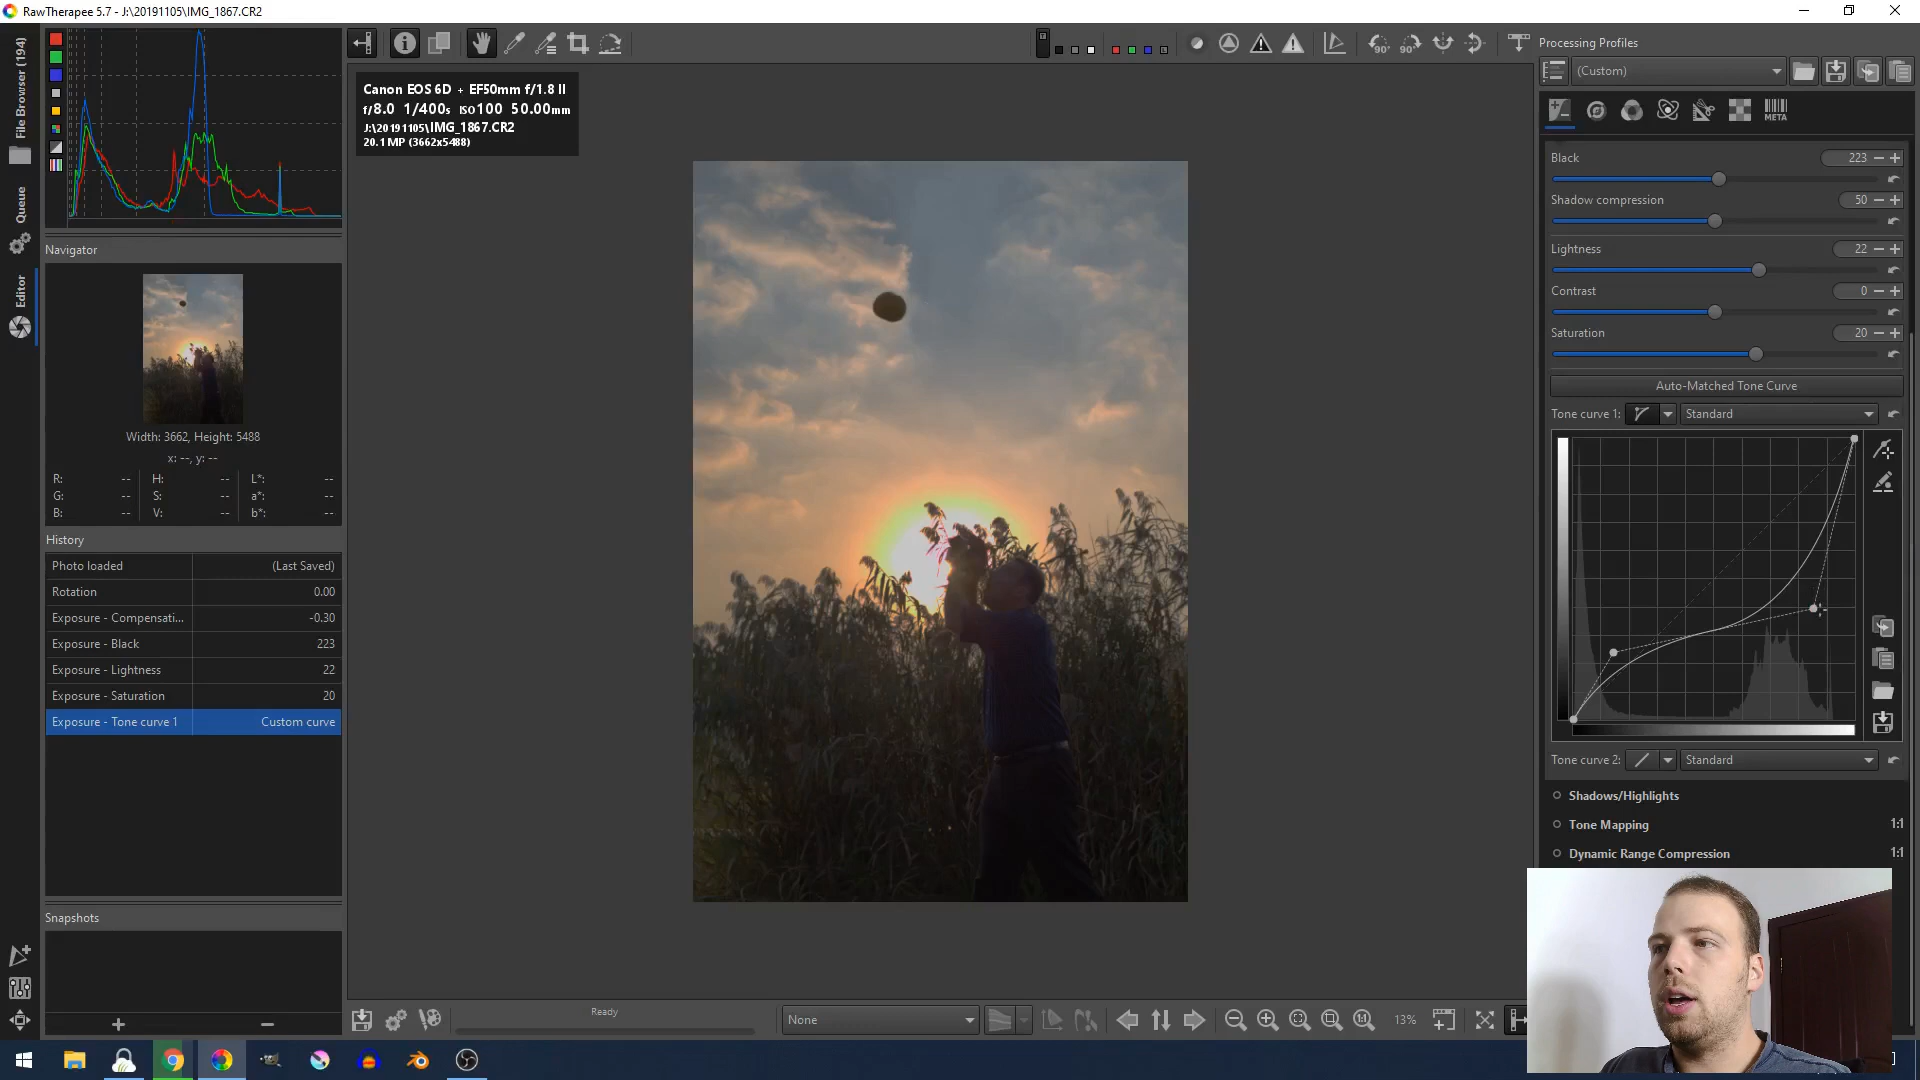 RawTherapee 5.7 - J:\20191105\IMG_1867.CR2
File Browser (194)
Queue
Editor
Canon EOS 6D + EF50mm f/1.8 II
f/8.0 1/400s ISO100 50.00mm
J:\20191105\IMG_1867.CR2
20.1 MP (3662x5488)
Navigator
Width: 3662, Height: 5488
x: --, y: --
R: -- H: -- L*: --
G: -- S: -- a*: --
B: -- V: -- b*: --
History
Photo loaded (Last Saved)
Rotation 0.00
Exposure - Compensati... -0.30
Exposure - Black 223
Exposure - Lightness 22
Exposure - Saturation 20
Exposure - Tone curve 1 Custom curve
Snapshots
Ready
None
13%
90° 90°
Processing Profiles
(Custom)
META
Black 223
Shadow compression 50
Lightness 22
Contrast 0
Saturation 20
Auto-Matched Tone Curve
Tone curve 1: Standard
Tone curve 2: Standard
Shadows/Highlights
Tone Mapping 1:1
Dynamic Range Compression 1:1